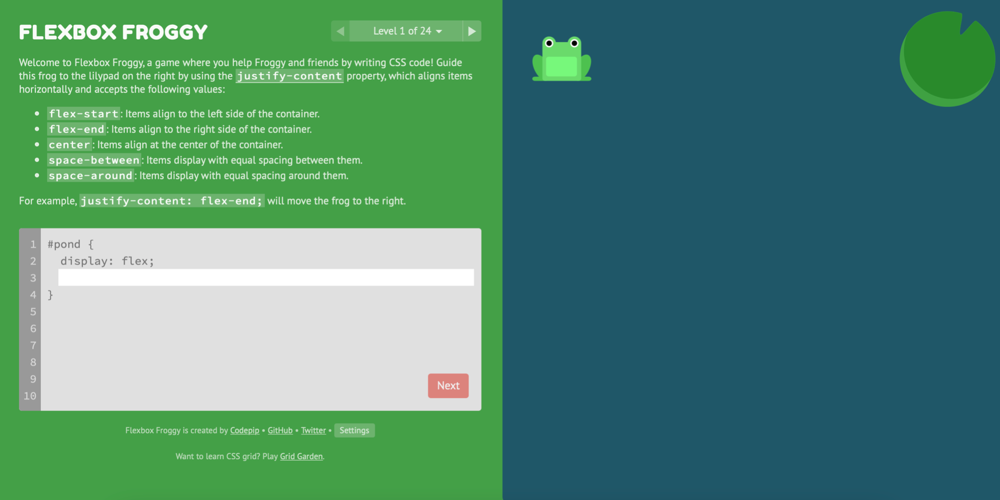 FLEXBOX FROGGY
Level 1 of 24
Welcome to Flexbox Froggy, a game where you help Froggy and friends by writing CSS code! Guide
this frog to the lilypad on the right by using the justify-content property, which aligns items
horizontally and accepts the following values:
flex-start: Items align to the left side of the container.
flex-end: Items align to the right side of the container.
center: Items align at the center of the container.
space-between: Items display with equal spacing between them.
space-around: Items display with equal spacing around them.
For example, justify-content: flex-end; will move the frog to the right.
1 #pond {
2 display: flex;
3
4 }
5
6
7
8
9
10
Next
Flexbox Froggy is created by Codepip • GitHub • Twitter • Settings
Want to learn CSS grid? Play Grid Garden.